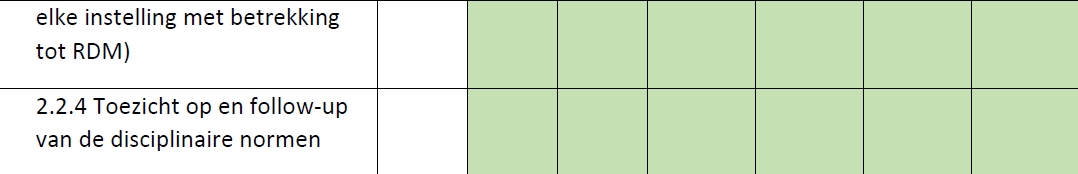 elke instelling met betrekking
tot RDM)
2.2.4 Toezicht op en follow-up
van de disciplinaire normen